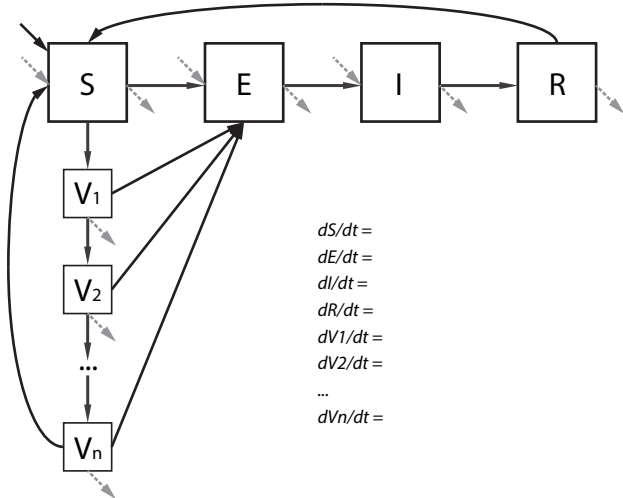 S E I R
V1
V2
...
Vn
dS/dt =
dE/dt =
dI/dt =
dR/dt =
dV1/dt =
dV2/dt =
...
dVn/dt =